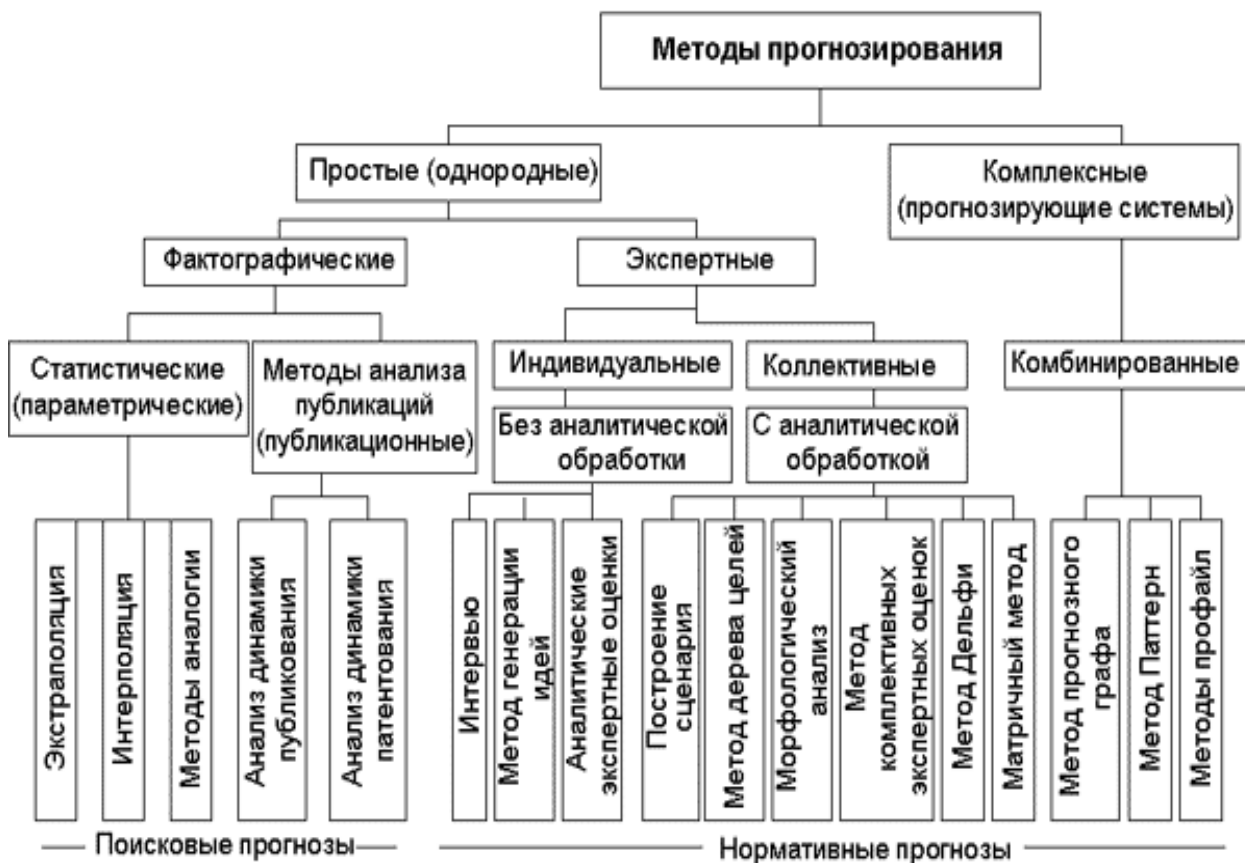 Методы прогнозирования
Простые (однородные)
Комплексные
(прогнозирующие системы)
Фактографические
Экспертные
Статистические
(параметрические)
Методы анализа
публикаций
(публикационные)
Индивидуальные
Коллективные
Комбинированные
Без аналитической
обработки
С аналитической
обработкой
Экстраполяция
Интерполяция
Методы аналогии
Анализ динамики
публикования
Анализ динамики
патентования
Интервью
Метод генерации
идей
Аналитические
экспертные оценки
Построение
сценария
Метод дерева целей
Морфологический
анализ
Метод
комплективных
экспертных оценок
Метод Дельфи
Матричный метод
Метод прогнозного
графа
Метод Паттерн
Методы профайл
Поисковые прогнозы
Нормативные прогнозы